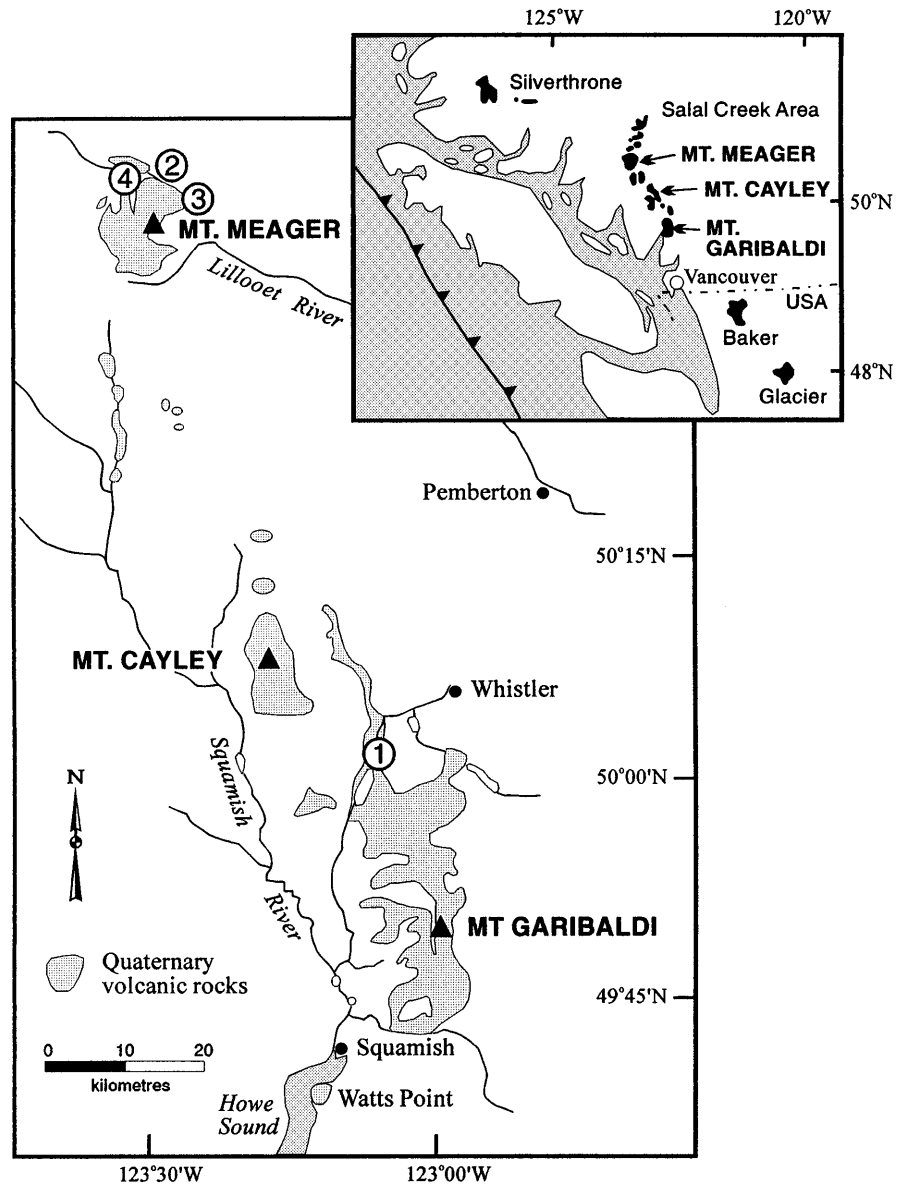 125°W
120°W
Silverthrone
Salal Creek Area
MT. MEAGER
MT. CAYLEY
50°N
MT.
GARIBALDI
Vancouver
USA
Baker
48°N
Glacier
2
4
3
MT. MEAGER
Lillooet River
Pemberton
50°15'N
MT. CAYLEY
Whistler
1
Squamish
River
N
50°00'N
MT GARIBALDI
Quaternary
volcanic rocks
49°45'N
0 10 20
kilometres
Squamish
Watts Point
Howe
Sound
123°30'W
123°00'W